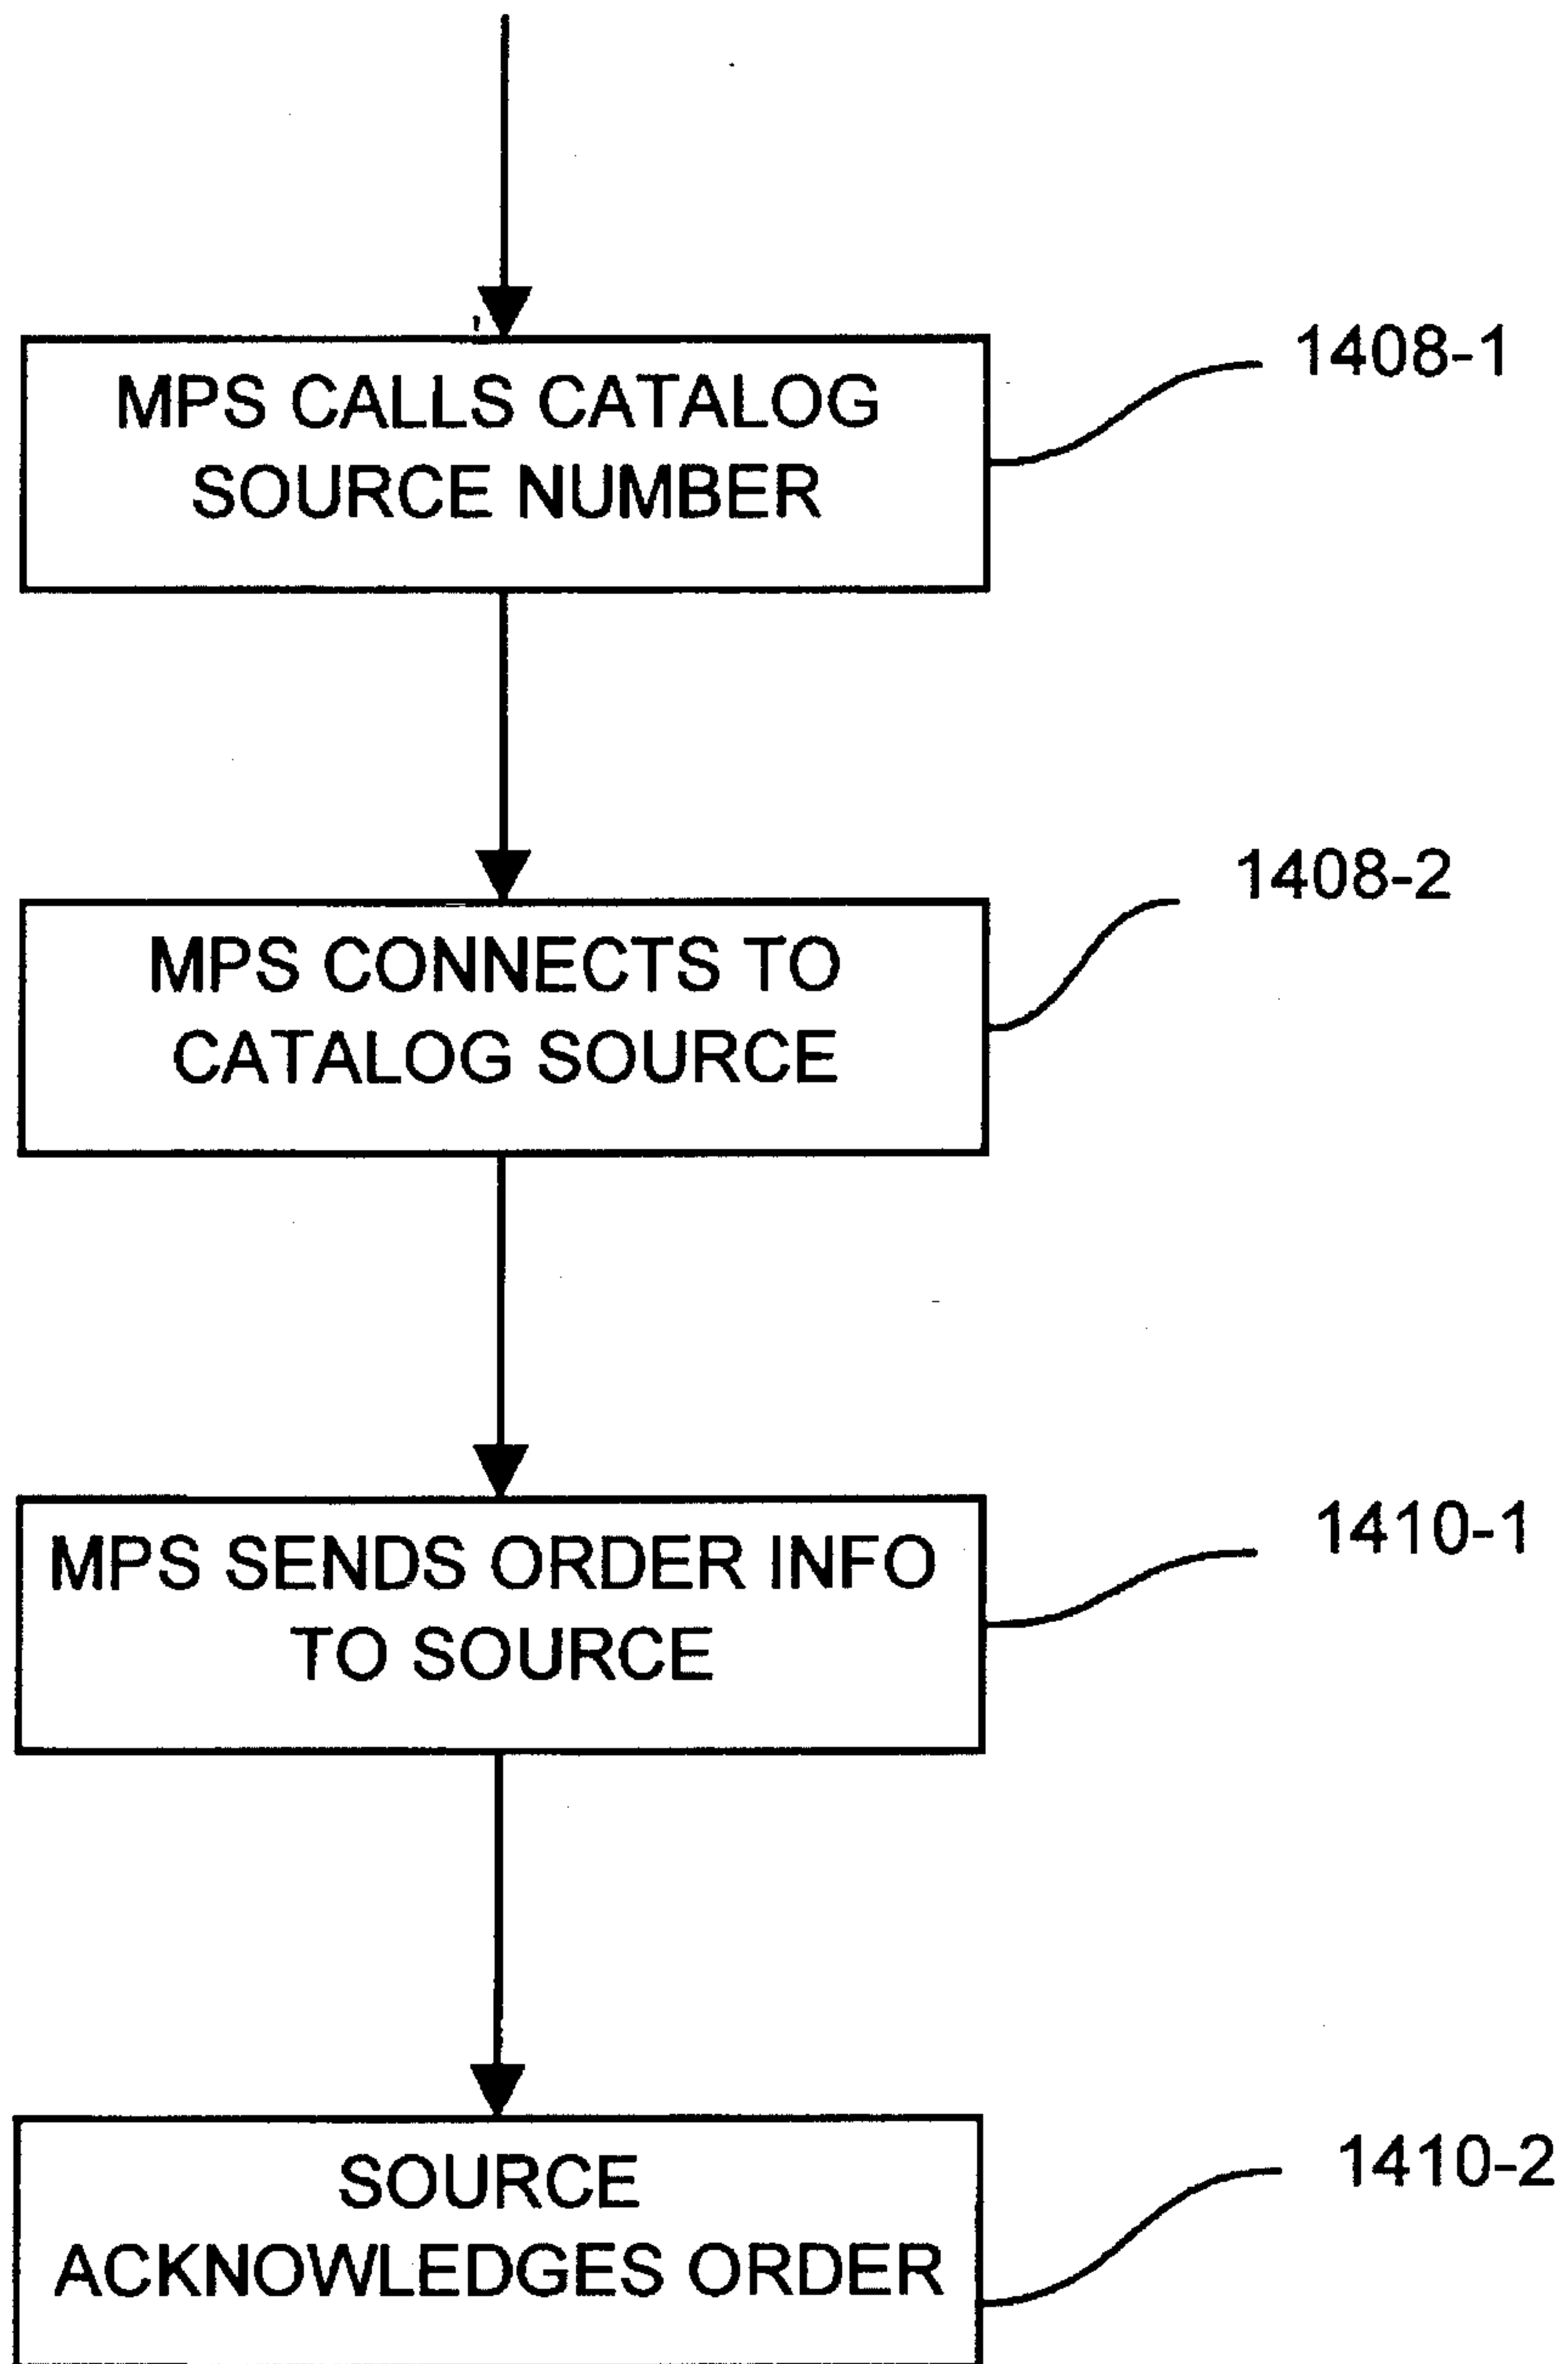 MPS CALLS CATALOG
SOURCE NUMBER
1408-1
MPS CONNECTS TO
CATALOG SOURCE
1408-2
MPS SENDS ORDER INFO
TO SOURCE
1410-1
SOURCE
ACKNOWLEDGES ORDER
1410-2